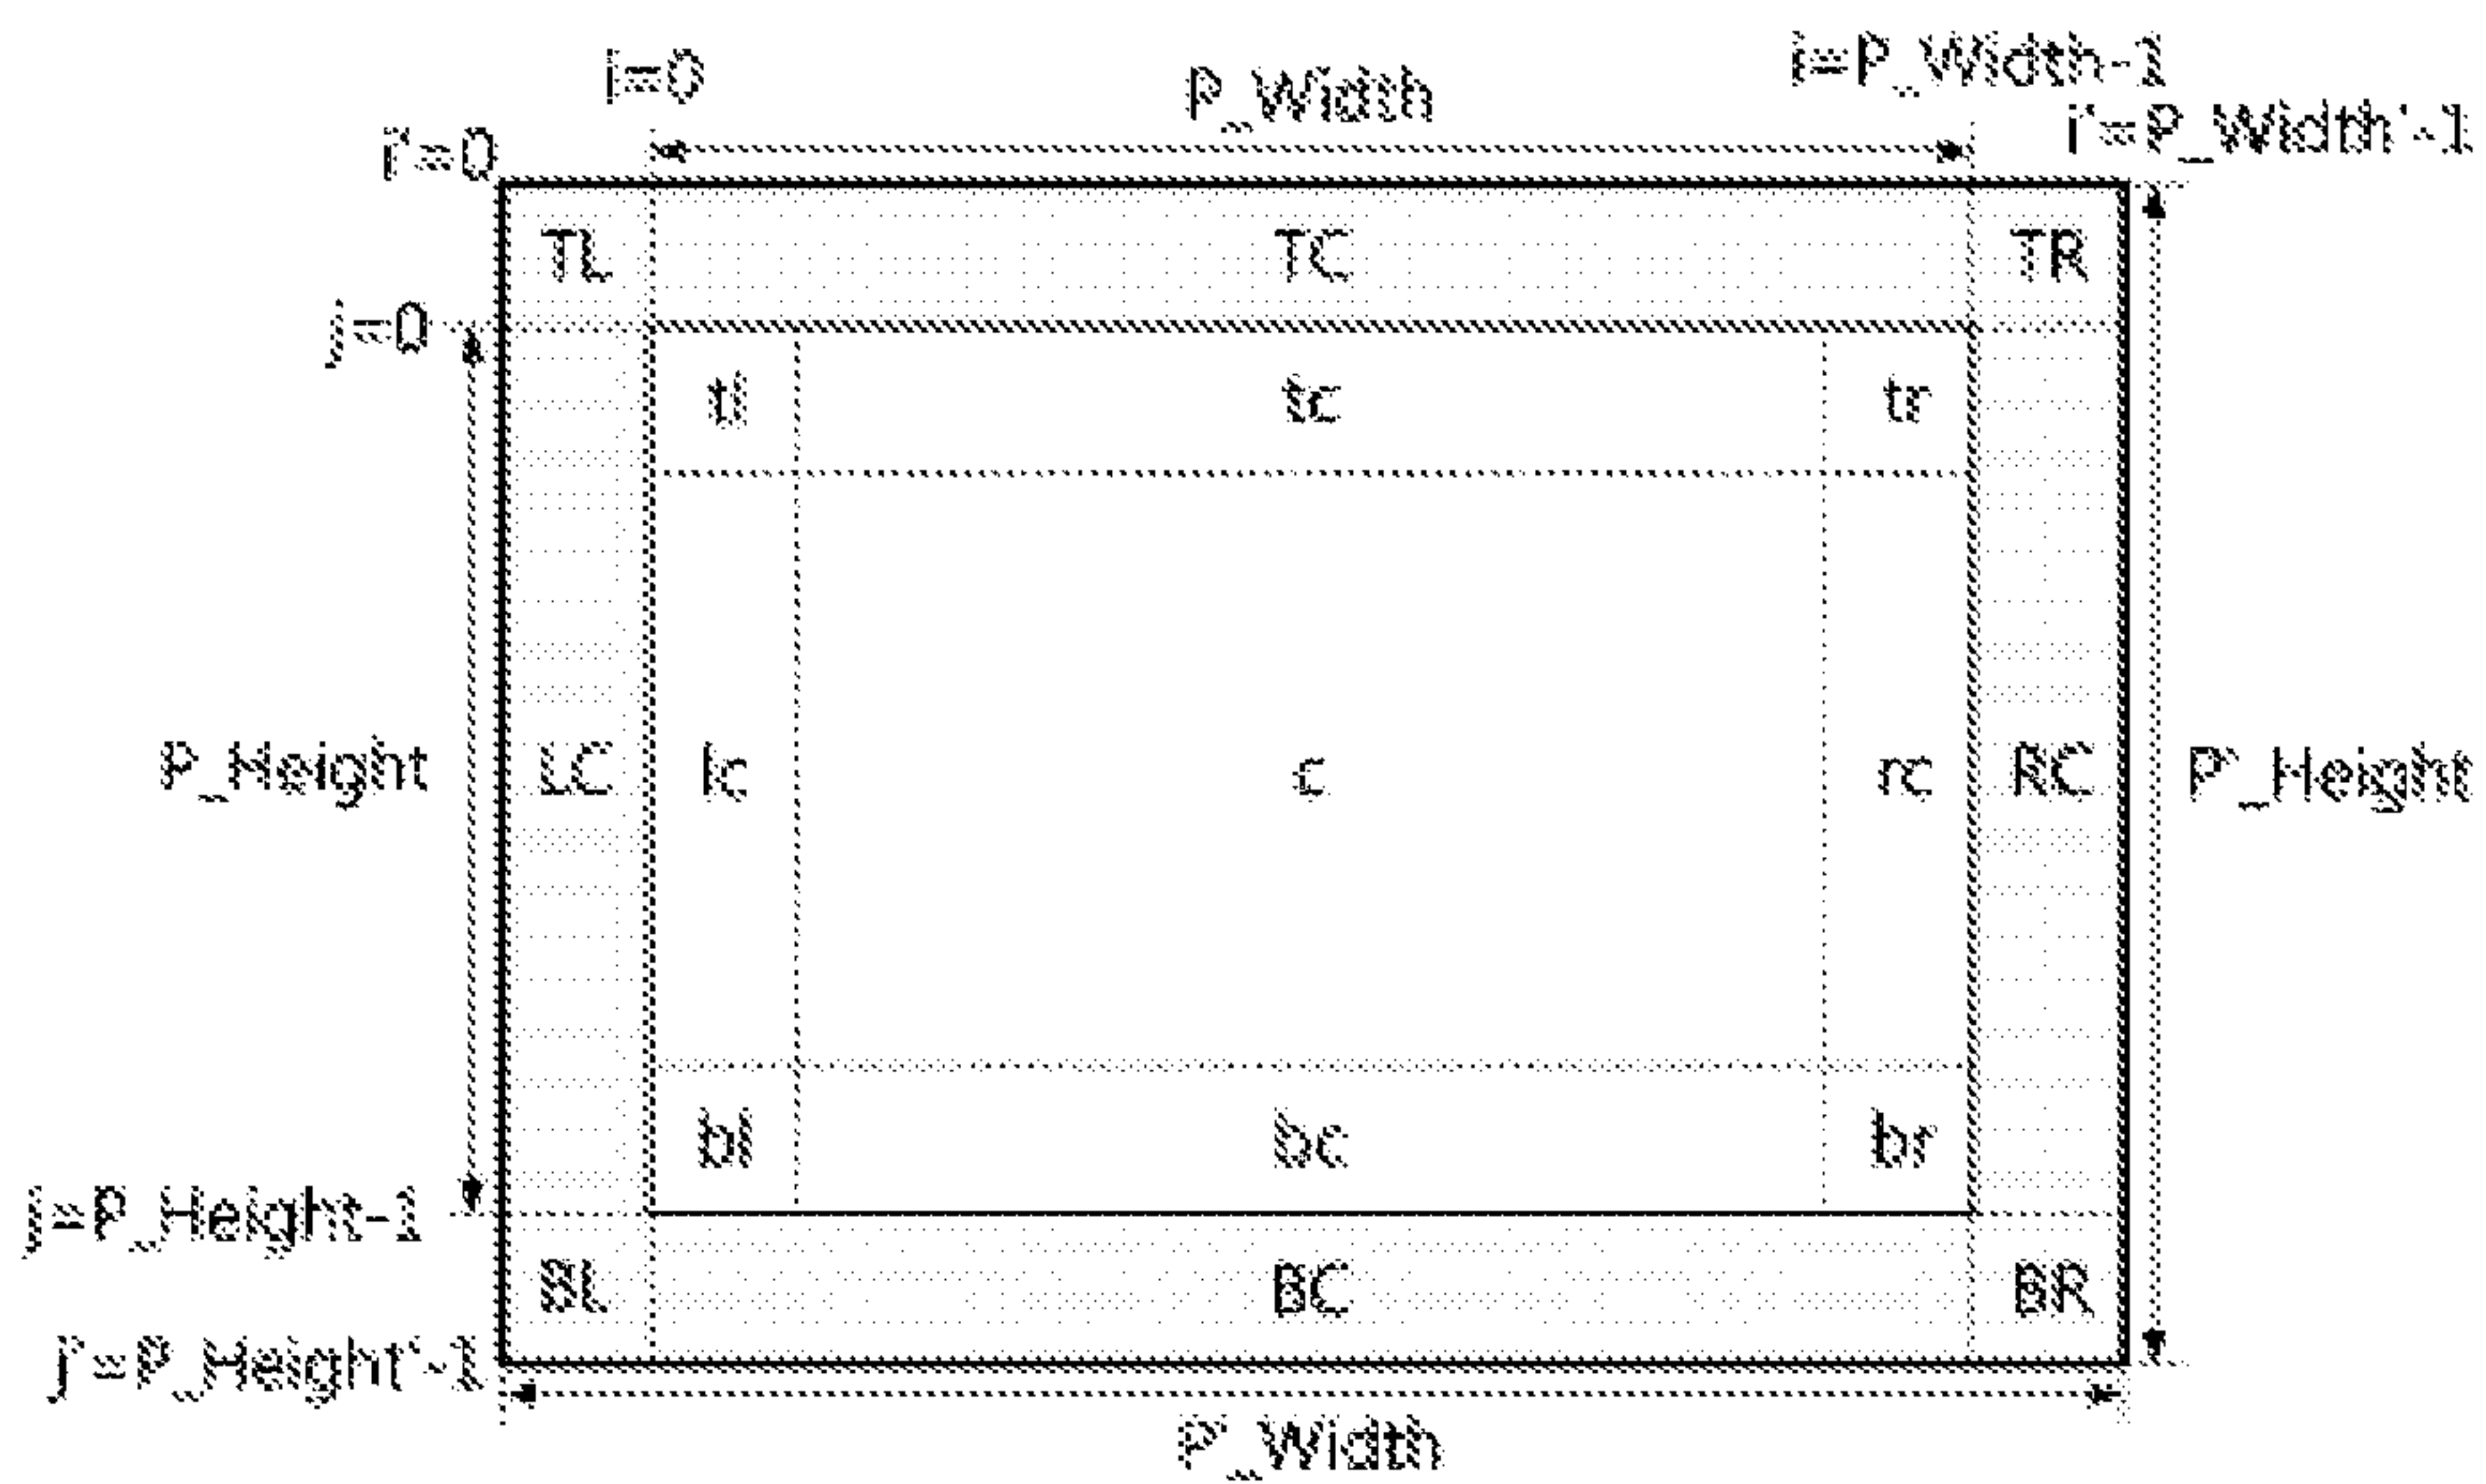 i=0
P_Width
i=P_Width-1
i'=0
i'=P_Width'-1
TL TC TR
j=0
tl tc tr
P_Height
LC lc c rc RC
P'_Height
bl bc br
j=P_Height-1
BL BC BR
j'=P_Height'-1
P'_Width